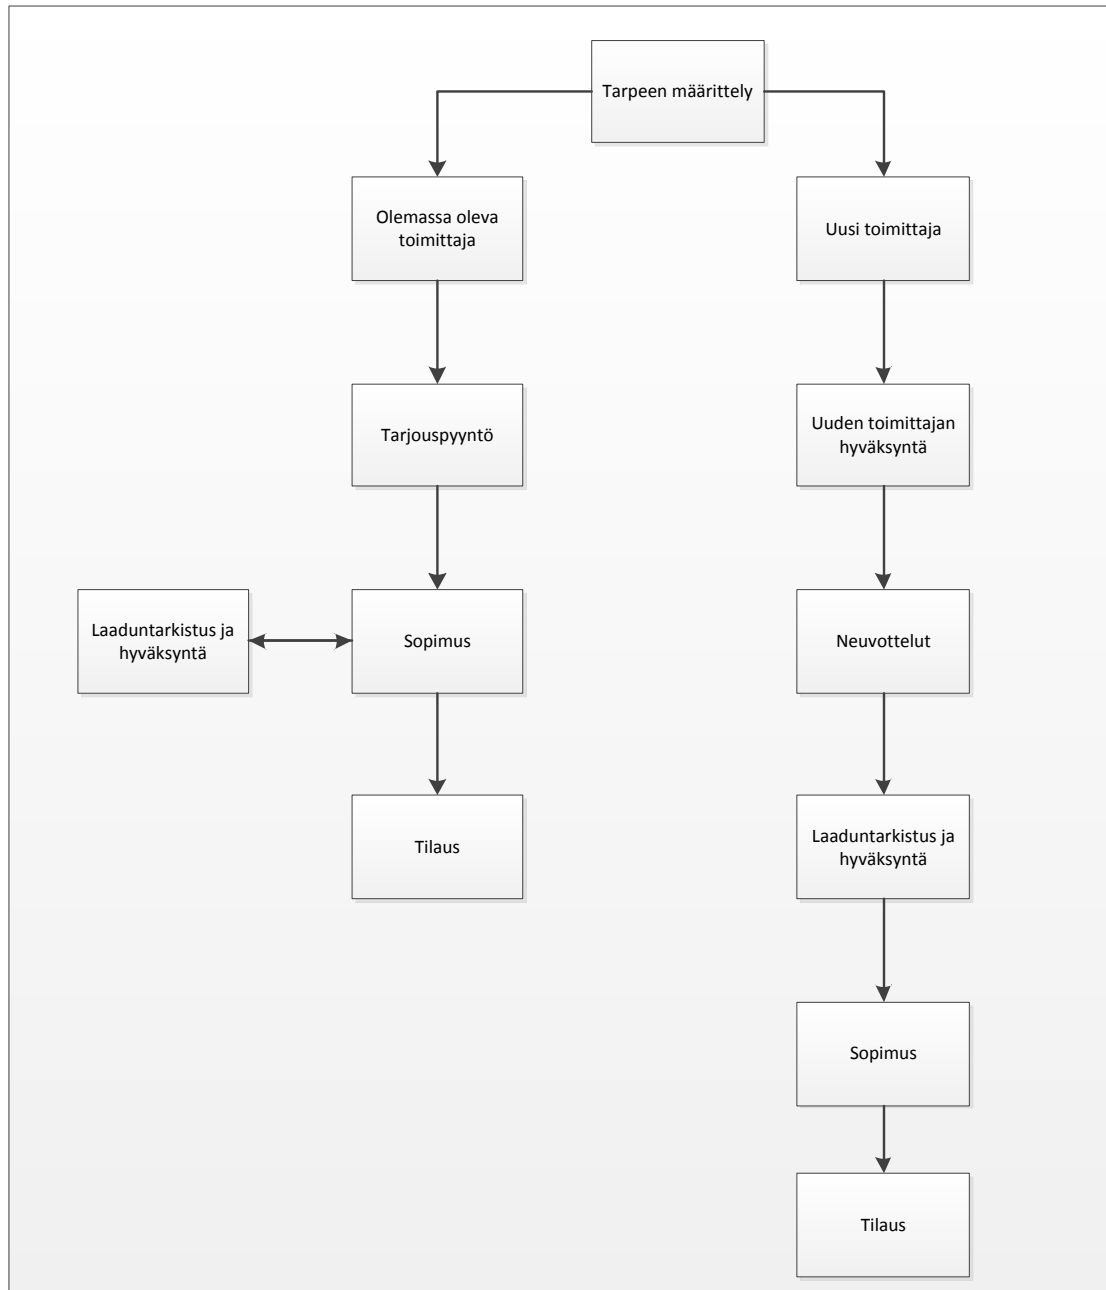 Tarpeen määrittely
Olemassa oleva
toimittaja
Uusi toimittaja
Tarjouspyyntö
Uuden toimittajan
hyväksyntä
Laaduntarkistus ja
hyväksyntä
Sopimus
Neuvottelut
Tilaus
Laaduntarkistus ja
hyväksyntä
Sopimus
Tilaus